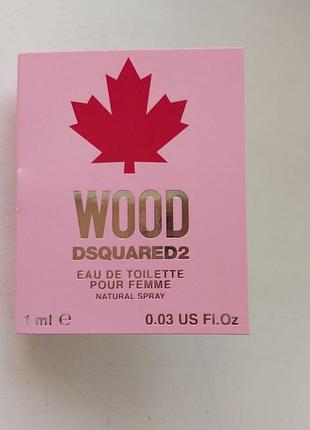 WOOD
DSQUARED2
EAU DE TOILETTE
POUR FEMME
NATURAL SPRAY
1 ml ℮ 0.03 US Fl.Oz